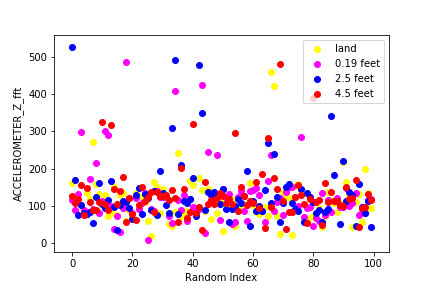 500
400
300
200
100
0
ACCELEROMETER_Z_fft
land
0.19 feet
2.5 feet
4.5 feet
0 20 40 60 80 100
Random Index